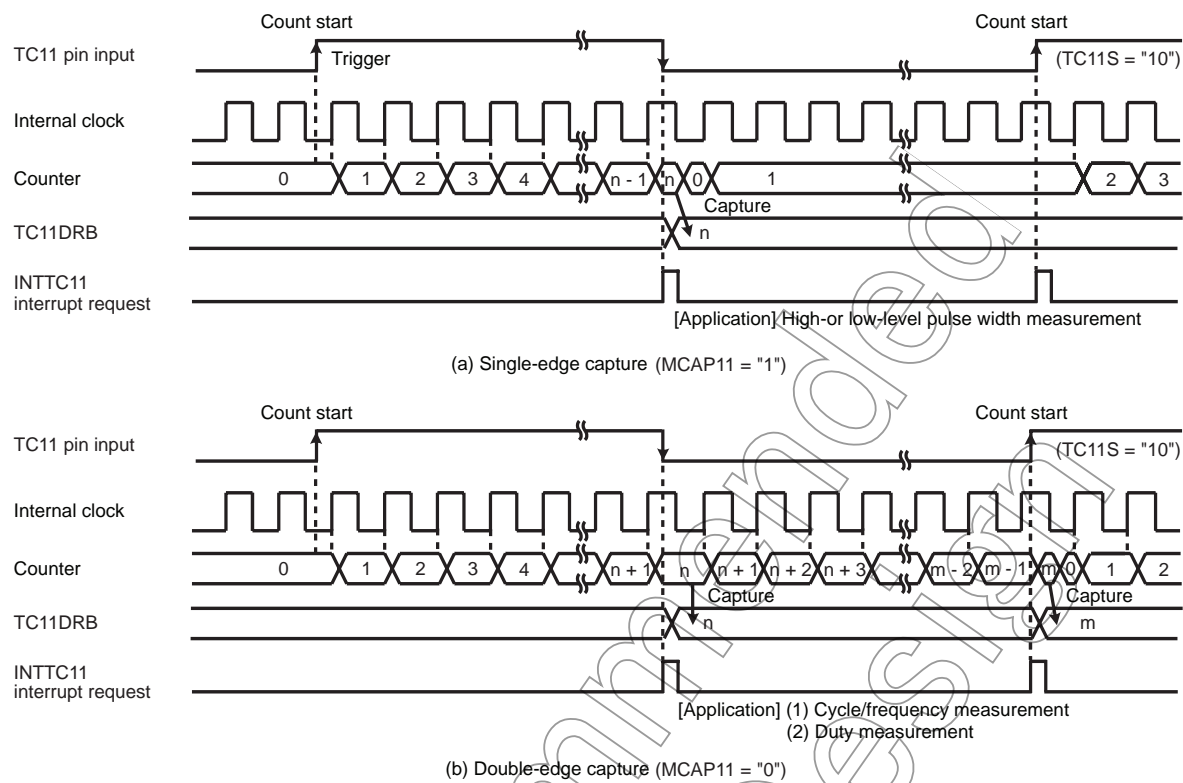 Count start Count start
TC11 pin input Trigger (TC11S = "10")
Internal clock
Counter 0 1 2 3 4 n - 1 n 0 1 2 3
Capture
TC11DRB n
INTTC11
interrupt request
[Application] High-or low-level pulse width measurement
(a) Single-edge capture (MCAP11 = "1")
Count start Count start
TC11 pin input (TC11S = "10")
Internal clock
Counter 0 1 2 3 4 n + 1 n n + 1 n + 2 n + 3 m - 2 m - 1 m 0 1 2
Capture Capture
TC11DRB n m
INTTC11
interrupt request
[Application] (1) Cycle/frequency measurement
(2) Duty measurement
(b) Double-edge capture (MCAP11 = "0")